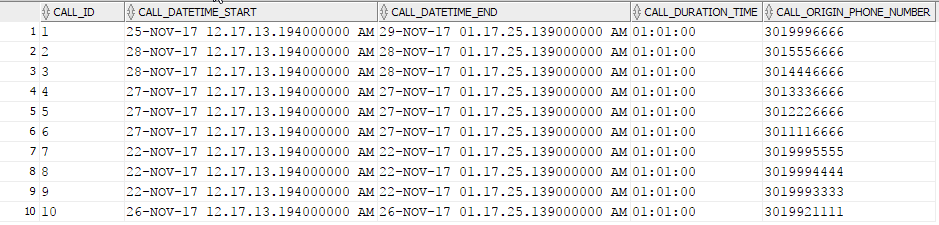 CALL_ID CALL_DATETIME_START CALL_DATETIME_END CALL_DURATION_TIME CALL_ORIGIN_PHONE_NUMBER
1 1 25-NOV-17 12.17.13.194000000 AM 29-NOV-17 01.17.25.139000000 AM 01:01:00 3019996666
2 2 28-NOV-17 12.17.13.194000000 AM 28-NOV-17 01.17.25.139000000 AM 01:01:00 3015556666
3 3 28-NOV-17 12.17.13.194000000 AM 28-NOV-17 01.17.25.139000000 AM 01:01:00 3014446666
4 4 27-NOV-17 12.17.13.194000000 AM 27-NOV-17 01.17.25.139000000 AM 01:01:00 3013336666
5 5 27-NOV-17 12.17.13.194000000 AM 27-NOV-17 01.17.25.139000000 AM 01:01:00 3012226666
6 6 27-NOV-17 12.17.13.194000000 AM 27-NOV-17 01.17.25.139000000 AM 01:01:00 3011116666
7 7 22-NOV-17 12.17.13.194000000 AM 22-NOV-17 01.17.25.139000000 AM 01:01:00 3019995555
8 8 22-NOV-17 12.17.13.194000000 AM 22-NOV-17 01.17.25.139000000 AM 01:01:00 3019994444
9 9 22-NOV-17 12.17.13.194000000 AM 22-NOV-17 01.17.25.139000000 AM 01:01:00 3019993333
10 10 26-NOV-17 12.17.13.194000000 AM 26-NOV-17 01.17.25.139000000 AM 01:01:00 3019921111